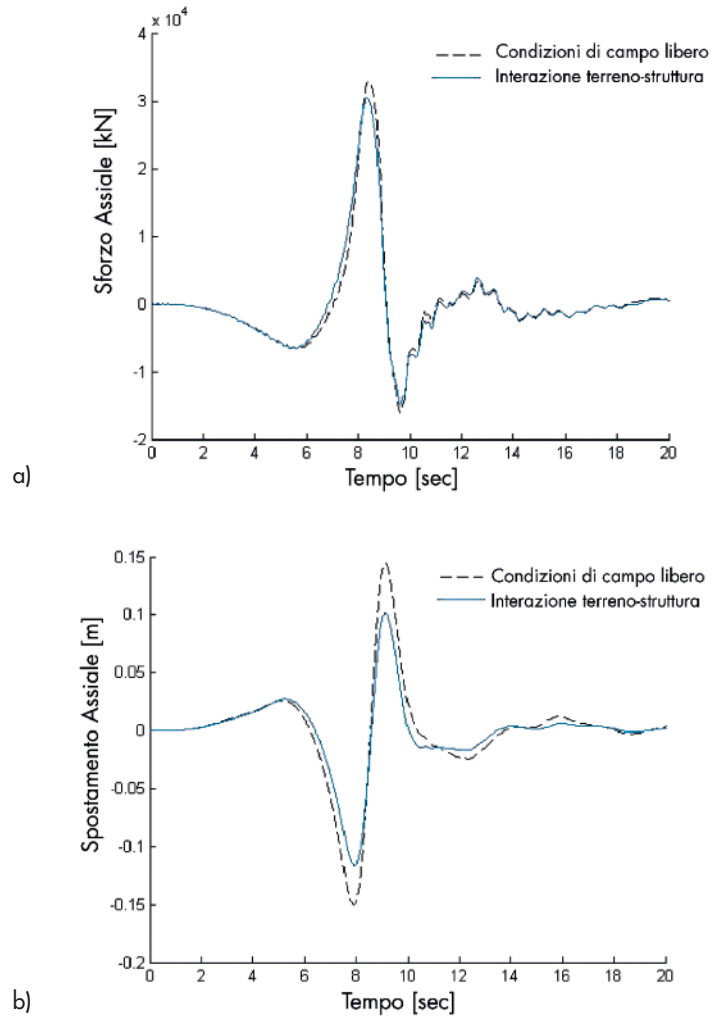 x 10⁴
4
3
2
1
0
-1
-2
Sforzo Assiale [kN]
Condizioni di campo libero
Interazione terreno-struttura
0 2 4 6 8 10 12 14 16 18 20
Tempo [sec]
a)
0.15
0.1
0.05
0
-0.05
-0.1
-0.15
-0.2
Spostamento Assiale [m]
Condizioni di campo libero
Interazione terreno-struttura
0 2 4 6 8 10 12 14 16 18 20
Tempo [sec]
b)